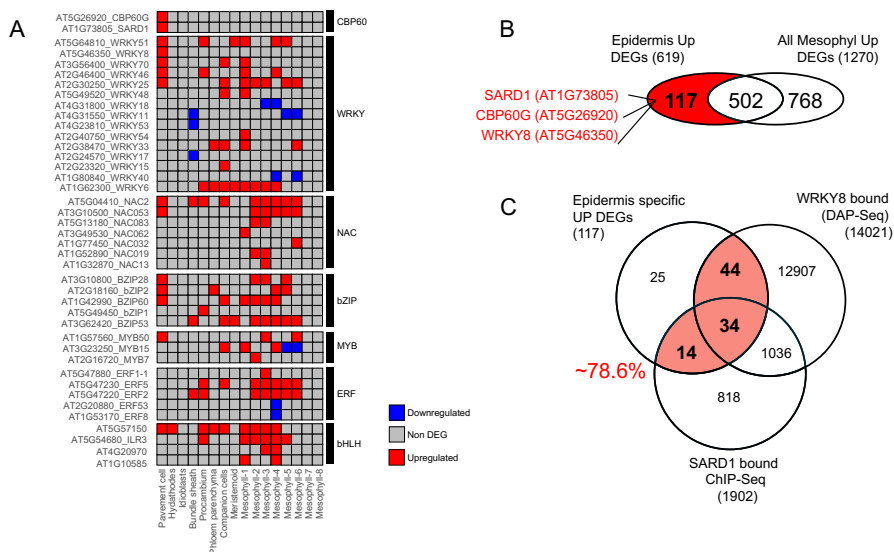 A
AT5G26920_CBP60G
AT1G73805_SARD1
CBP60
AT5G64810_WRKY51
AT5G46350_WRKY8
AT3G56400_WRKY70
AT2G46400_WRKY46
AT2G30250_WRKY25
AT5G49520_WRKY48
AT4G31800_WRKY18
AT4G31550_WRKY11
AT4G23810_WRKY53
AT2G40750_WRKY54
AT2G38470_WRKY33
AT2G24570_WRKY17
AT2G23320_WRKY15
AT1G80840_WRKY40
AT1G62300_WRKY6
WRKY
AT5G04410_NAC2
AT3G10500_NAC053
AT5G13180_NAC083
AT3G49530_NAC062
AT1G77450_NAC032
AT1G52890_NAC019
AT1G32870_NAC13
NAC
AT3G10800_BZIP28
AT2G18160_bZIP2
AT1G42990_BZIP60
AT5G49450_bZIP1
AT3G62420_BZIP53
bZIP
AT1G57560_MYB50
AT3G23250_MYB15
AT2G16720_MYB7
MYB
AT5G47880_ERF1-1
AT5G47230_ERF5
AT5G47220_ERF2
AT2G20880_ERF53
AT1G53170_ERF8
ERF
AT5G57150
AT5G54680_ILR3
AT4G20970
AT1G10585
bHLH
Pavement cell
Hydathodes
Idioblasts
Bundle sheath
Procambium
Phloem parenchyma
Companion cells
Meristemoid
Mesophyll-1
Mesophyll-2
Mesophyll-3
Mesophyll-4
Mesophyll-5
Mesophyll-6
Mesophyll-7
Mesophyll-8
Downregulated
Non DEG
Upregulated
B
Epidermis Up
DEGs (619)
All Mesophyl Up
DEGs (1270)
SARD1 (AT1G73805)
CBP60G (AT5G26920)
WRKY8 (AT5G46350)
117
502
768
C
Epidermis specific
UP DEGs
(117)
WRKY8 bound
(DAP-Seq)
(14021)
25
44
12907
34
14
1036
~78.6%
818
SARD1 bound
ChIP-Seq
(1902)